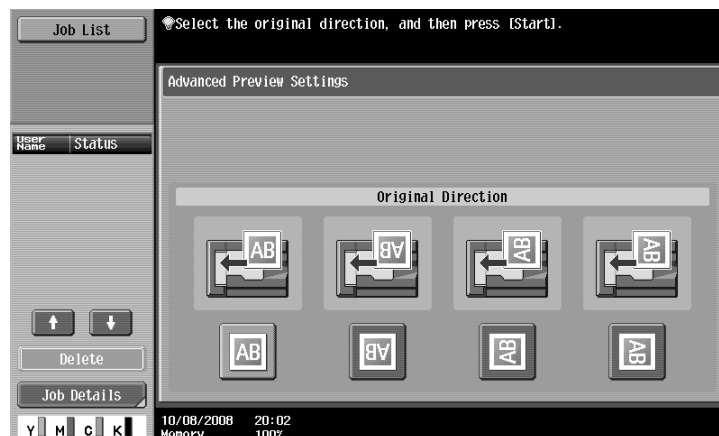 Job List
Select the original direction, and then press [Start].
Advanced Preview Settings
User Name
Status
Original Direction
AB
AB
AB
AB
AB
AB
AB
AB
Delete
Job Details
Y M C K
10/08/2008 20:02
Memory 100%